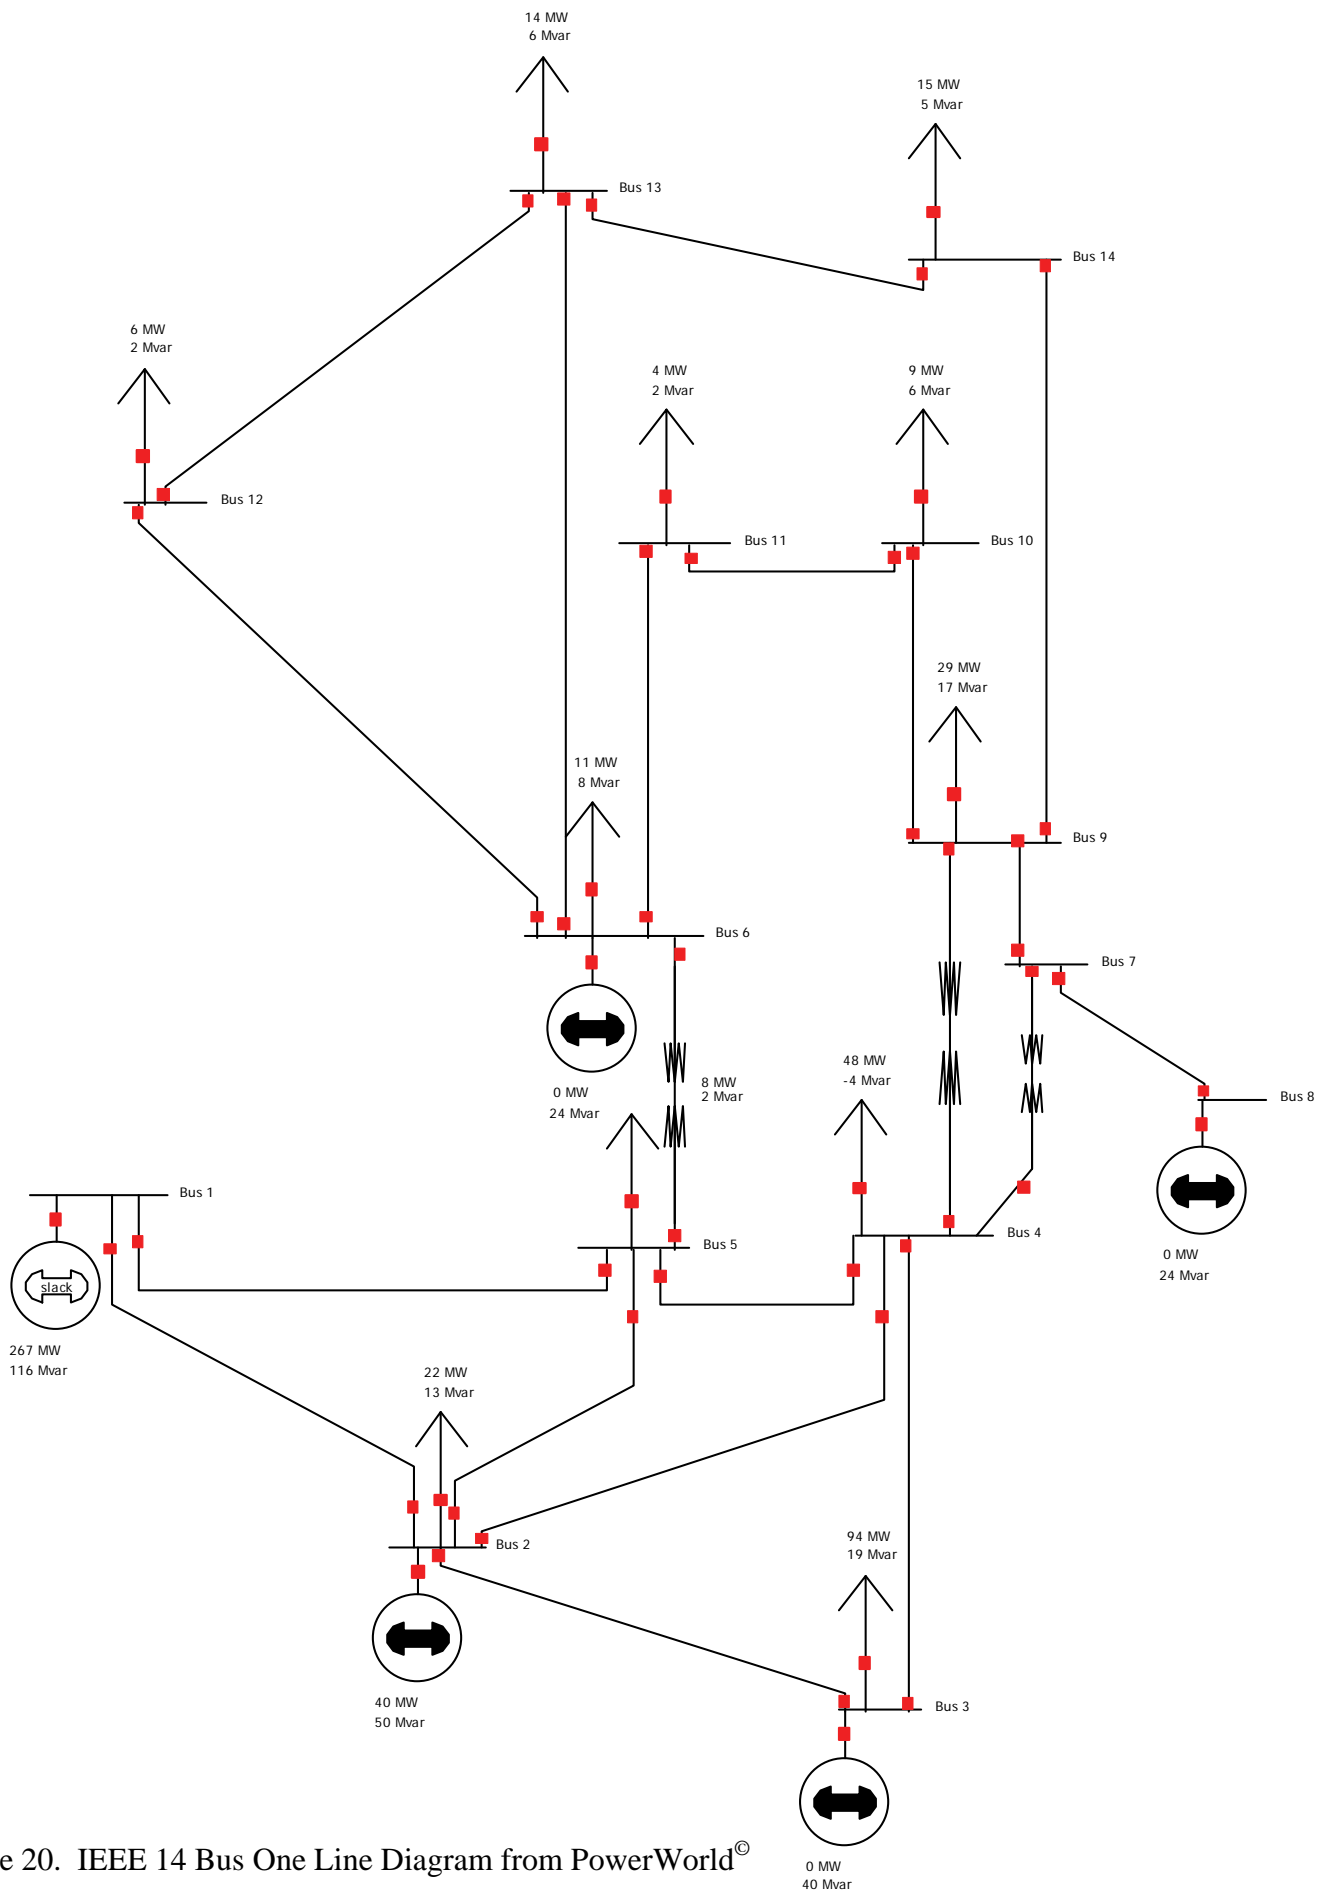 14 MW
6 Mvar
15 MW
5 Mvar
Bus 13
Bus 14
6 MW
2 Mvar
4 MW
2 Mvar
9 MW
6 Mvar
Bus 12
Bus 11
Bus 10
29 MW
17 Mvar
11 MW
8 Mvar
Bus 9
Bus 6
Bus 7
48 MW
-4 Mvar
8 MW
2 Mvar
0 MW
24 Mvar
Bus 8
Bus 1
Bus 5
Bus 4
0 MW
24 Mvar
slack
267 MW
116 Mvar
22 MW
13 Mvar
Bus 2
94 MW
19 Mvar
40 MW
50 Mvar
Bus 3
e 20. IEEE 14 Bus One Line Diagram from PowerWorld©
0 MW
40 Mvar